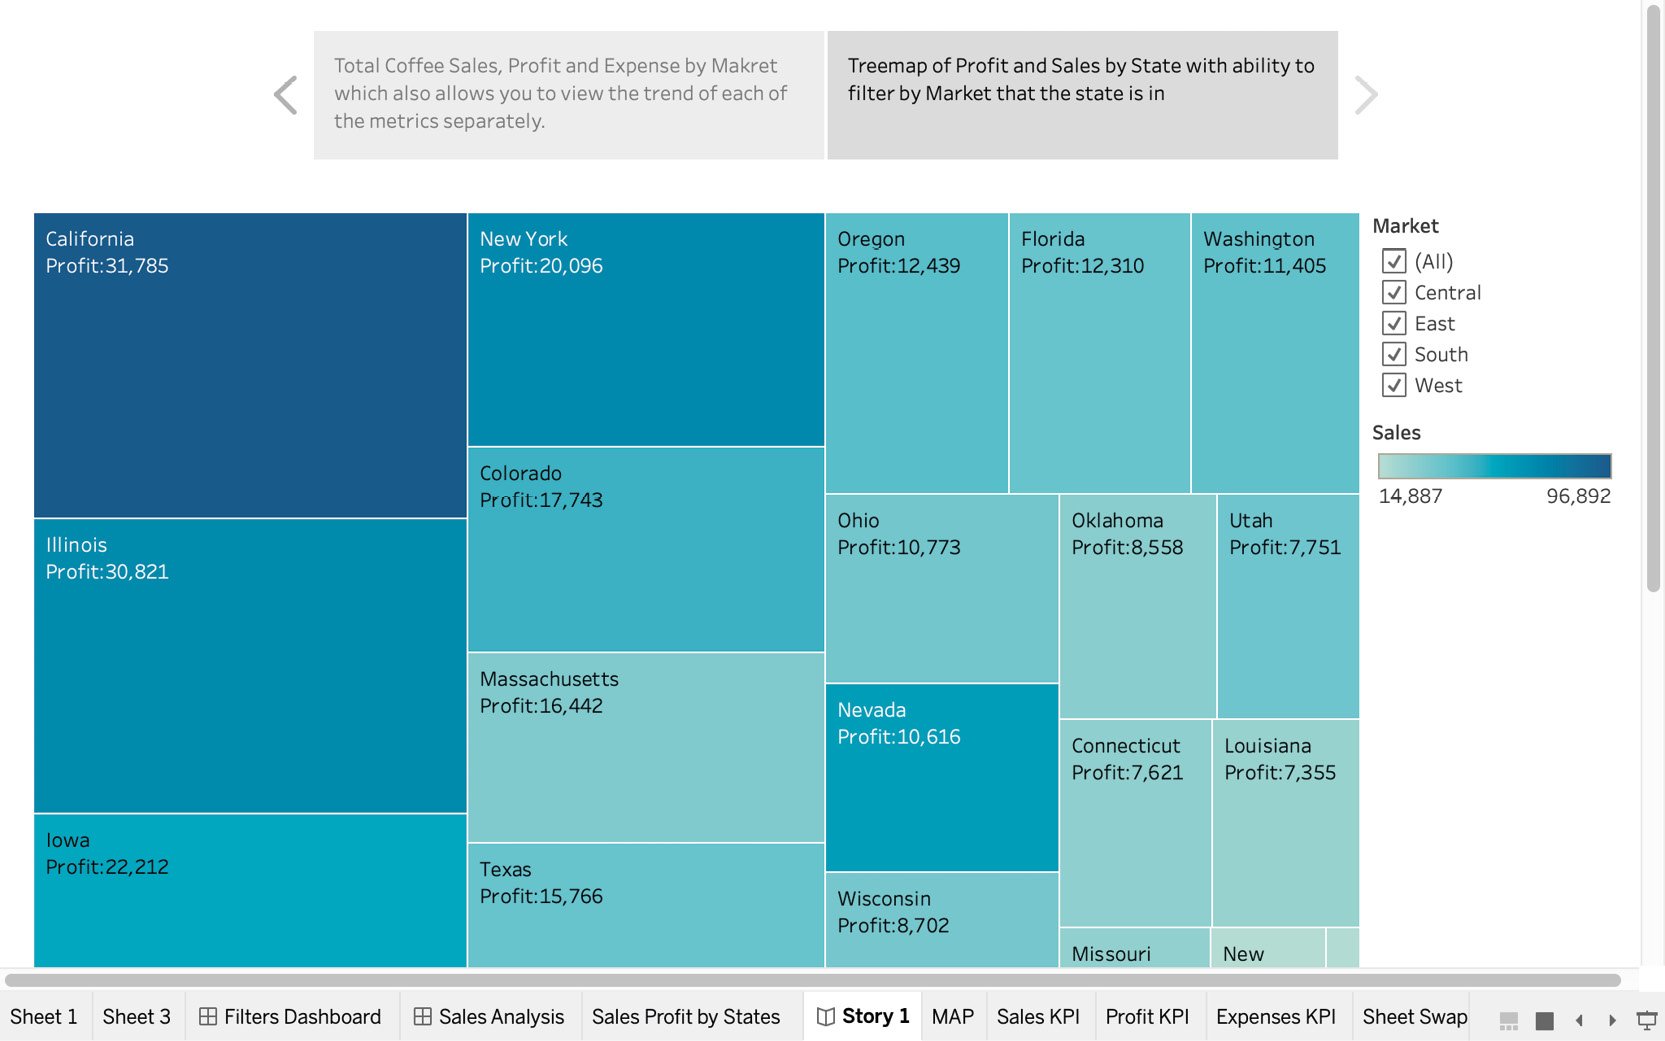 Total Coffee Sales, Profit and Expense by Makret
which also allows you to view the trend of each of
the metrics separately.
Treemap of Profit and Sales by State with ability to
filter by Market that the state is in
California
Profit:31,785
Illinois
Profit:30,821
Iowa
Profit:22,212
New York
Profit:20,096
Colorado
Profit:17,743
Massachusetts
Profit:16,442
Texas
Profit:15,766
Oregon
Profit:12,439
Florida
Profit:12,310
Washington
Profit:11,405
Ohio
Profit:10,773
Nevada
Profit:10,616
Wisconsin
Profit:8,702
Oklahoma
Profit:8,558
Utah
Profit:7,751
Connecticut
Profit:7,621
Louisiana
Profit:7,355
Missouri
New
Market
(All)
Central
East
South
West
Sales
14,887 96,892
Sheet 1 Sheet 3 Filters Dashboard Sales Analysis Sales Profit by States Story 1 MAP Sales KPI Profit KPI Expenses KPI Sheet Swap